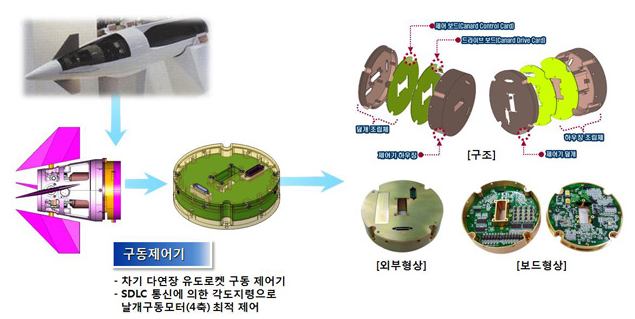 제어 보드(Canard Control Card)
드라이브 보드(Canard Drive Card)
덮개 조립체
하우징 조립체
제어기 하우징
[구조]
제어기 덮개
구동제어기
- 차기 다연장 유도로켓 구동 제어기
- SDLC 통신에 의한 각도지령으로
날개구동모터(4축) 최적 제어
[외부형상]
[보드형상]